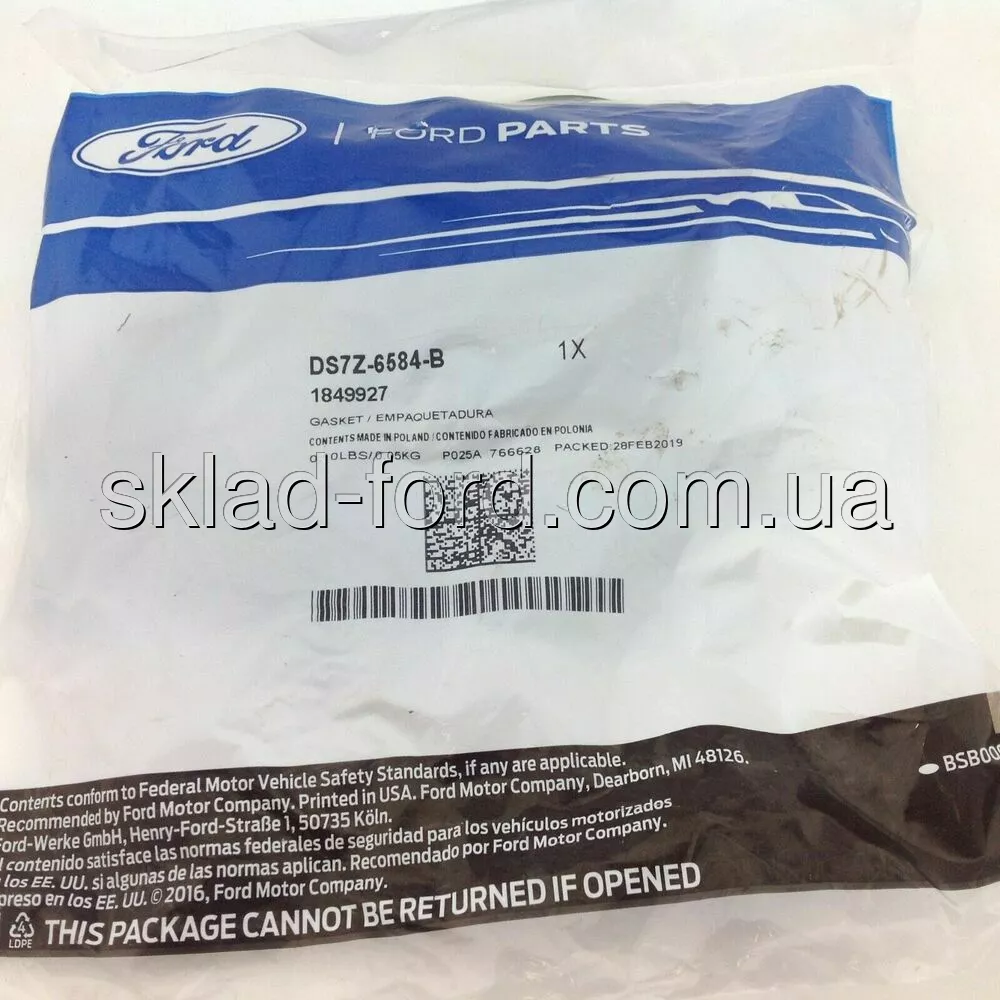 Ford | FORD PARTS
DS7Z-6584-B 1X
1849927
GASKET / EMPAQUETADURA
CONTENTS MADE IN POLAND / CONTENIDO FABRICADO EN POLONIA
LBS/0.05KG P025A 766628 PACKED:28FEB2019
sklad-ford.com.ua
BSB00
Contents conform to Federal Motor Vehicle Safety Standards, if any are applicable.
Recommended by Ford Motor Company. Printed in USA. Ford Motor Company, Dearborn, MI 48126.
Ford-Werke GmbH, Henry-Ford-Straße 1, 50735 Köln.
l contenido satisface las normas federales de seguridad para los vehículos motorizados
los EE. UU. si algunas de las normas aplican. Recomendado por Ford Motor Company.
preso en los EE. UU. © 2016, Ford Motor Company.
4 LDPE THIS PACKAGE CANNOT BE RETURNED IF OPENED